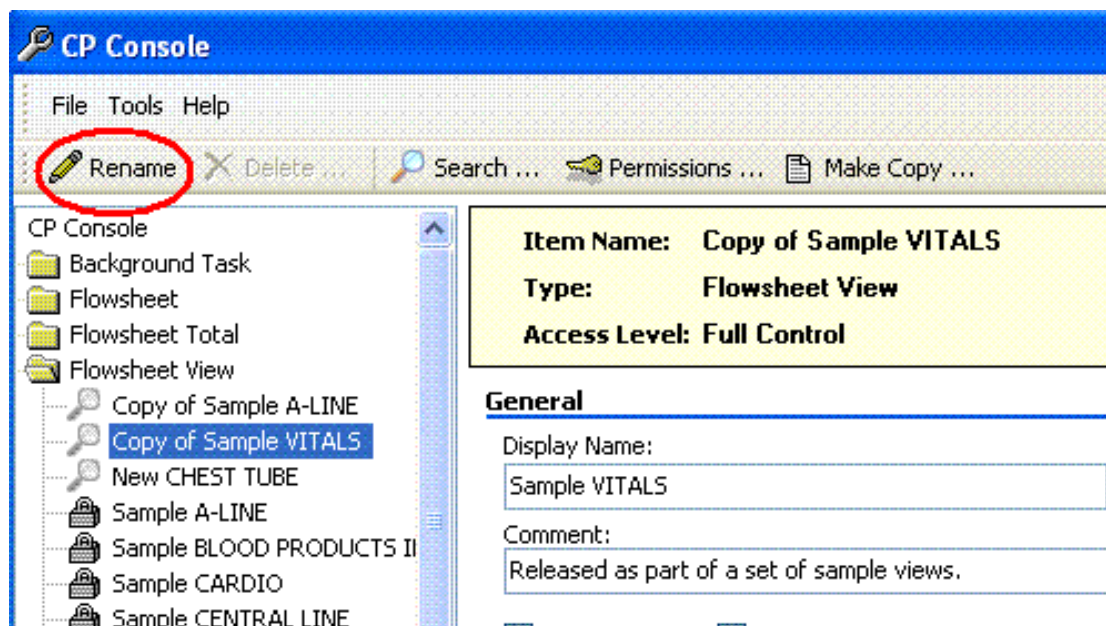 CP Console
File Tools Help
Rename Delete ... Search ... Permissions ... Make Copy ...
CP Console
Background Task
Flowsheet
Flowsheet Total
Flowsheet View
Copy of Sample A-LINE
Copy of Sample VITALS
New CHEST TUBE
Sample A-LINE
Sample BLOOD PRODUCTS
Sample CARDIO
Sample CENTRAL LINE
Item Name: Copy of Sample VITALS
Type: Flowsheet View
Access Level: Full Control
General
Display Name:
Sample VITALS
Comment:
Released as part of a set of sample views.